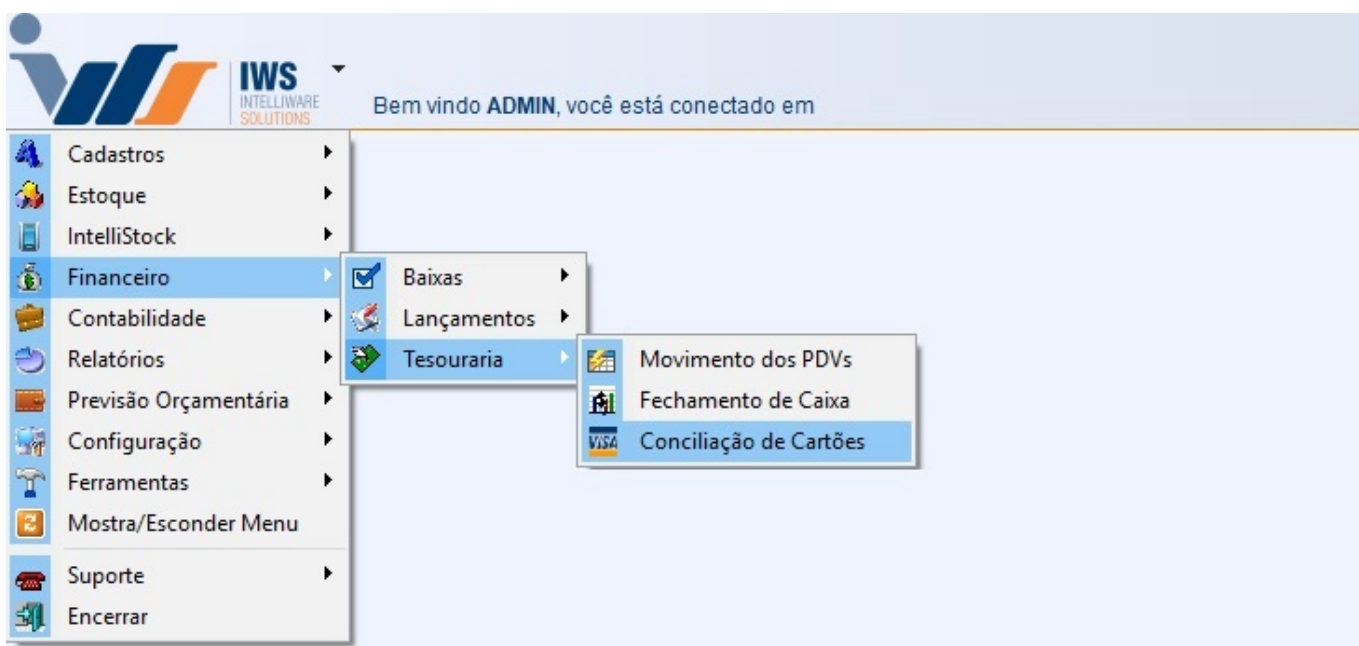 IWS
INTELLIWARE
SOLUTIONS
Bem vindo ADMIN, você está conectado em
Cadastros
Estoque
IntelliStock
Financeiro
Contabilidade
Relatórios
Previsão Orçamentária
Configuração
Ferramentas
Mostra/Esconder Menu
Suporte
Encerrar
Baixas
Lançamentos
Tesouraria
Movimento dos PDVs
Fechamento de Caixa
VISA
Conciliação de Cartões